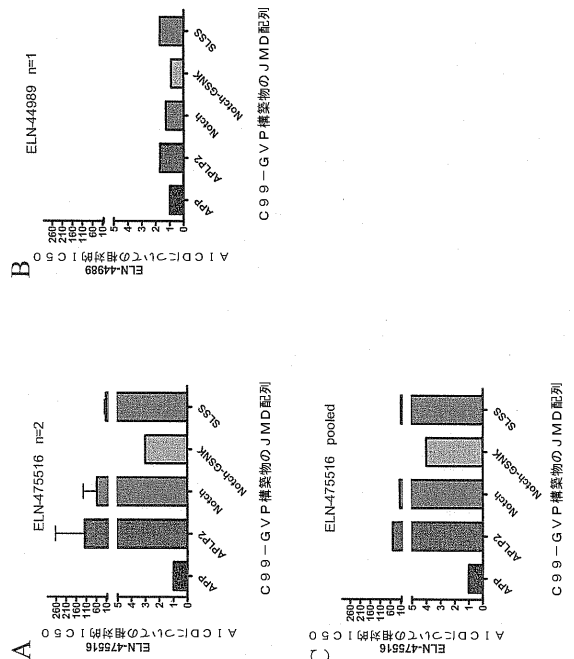 A
ELN-475516 n=2
ELN-475516
AICDについての相対的IC50
260
210
160
110
60
10
5
4
3
2
1
0
APP
APLP2
Notch
Notch-GSNK
SLSS
C99-GVP構築物のJMD配列
B
ELN-44989 n=1
ELN-44989
AICDについての相対的IC50
260
210
160
110
60
10
5
4
3
2
1
0
APP
APLP2
Notch
Notch-GSNK
SLSS
C99-GVP構築物のJMD配列
ELN-475516 pooled
ELN-475516
AICDについての相対的IC50
260
210
160
110
60
10
5
4
3
2
1
0
APP
APLP2
Notch
Notch-GSNK
SLSS
C99-GVP構築物のJMD配列